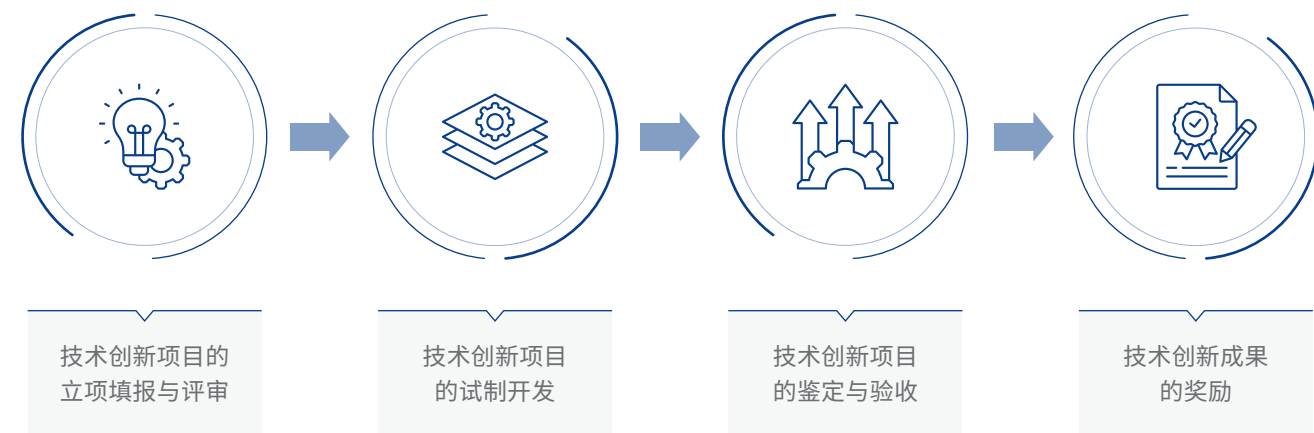 技术创新项目的
立项填报与评审
技术创新项目
的试制开发
技术创新项目
的鉴定与验收
技术创新成果
的奖励